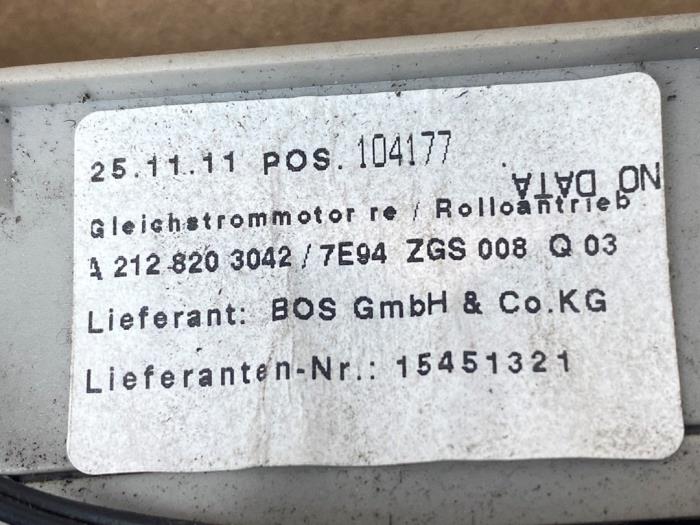 25.11.11 POS. 104177
NO DATA
Gleichstrommotor re / Rolloantrieb
A 212 820 3042 / 7E94 ZGS 008 Q 03
Lieferant: BOS GmbH & Co.KG
Lieferanten-Nr.: 15451321